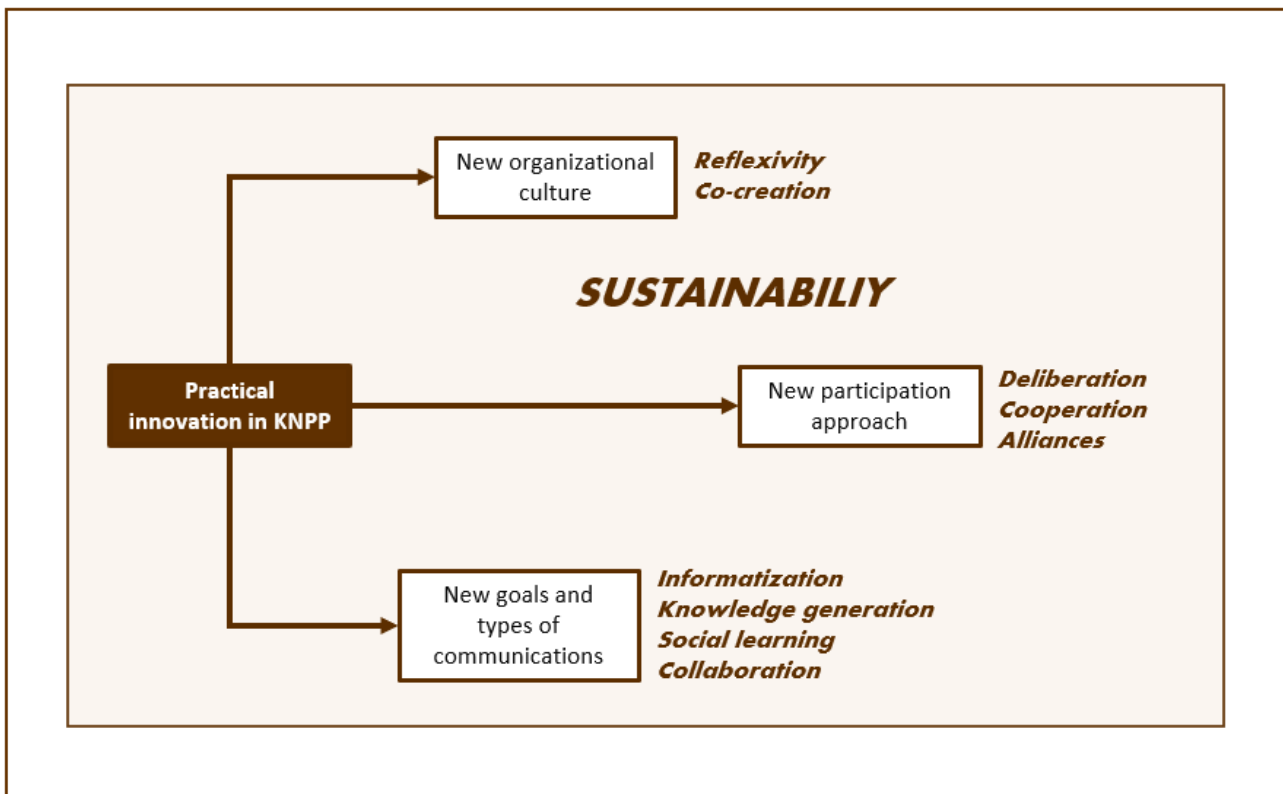 New organizational
culture
Reflexivity
Co-creation
SUSTAINABILIY
Practical
innovation in KNPP
New participation
approach
Deliberation
Cooperation
Alliances
New goals and
types of
communications
Informatization
Knowledge generation
Social learning
Collaboration